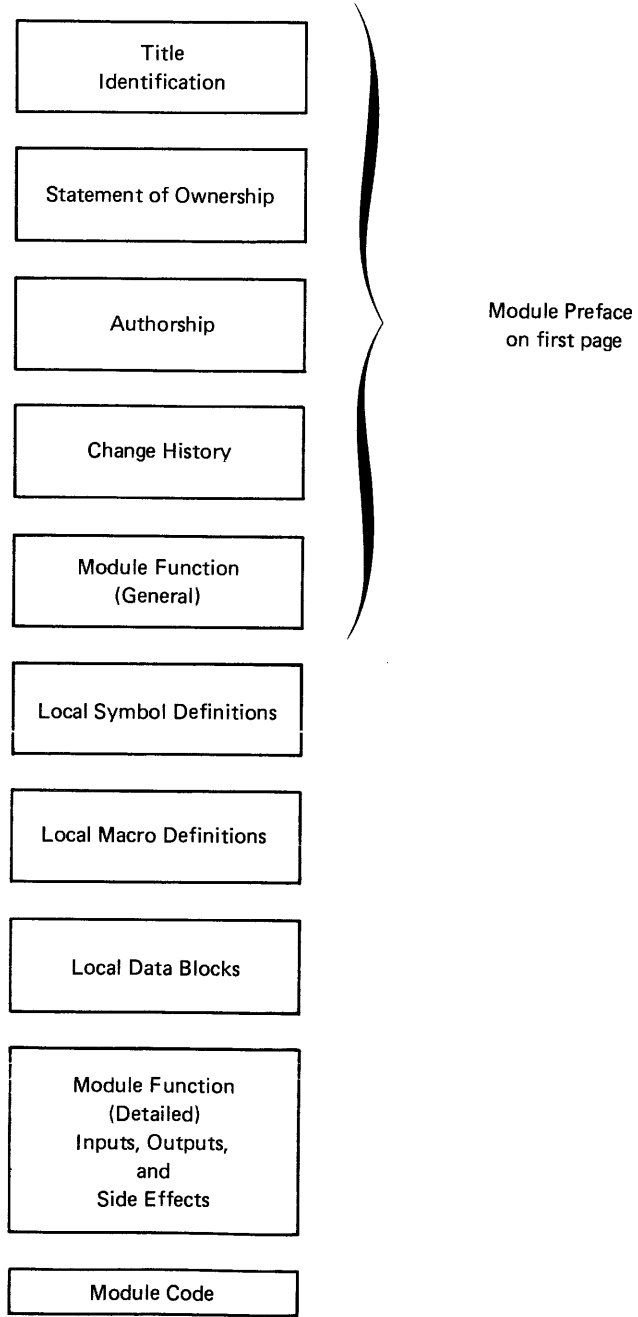 Title
Identification
Statement of Ownership
Authorship
Module Preface
on first page
Change History
Module Function
(General)
Local Symbol Definitions
Local Macro Definitions
Local Data Blocks
Module Function
(Detailed)
Inputs, Outputs,
and
Side Effects
Module Code